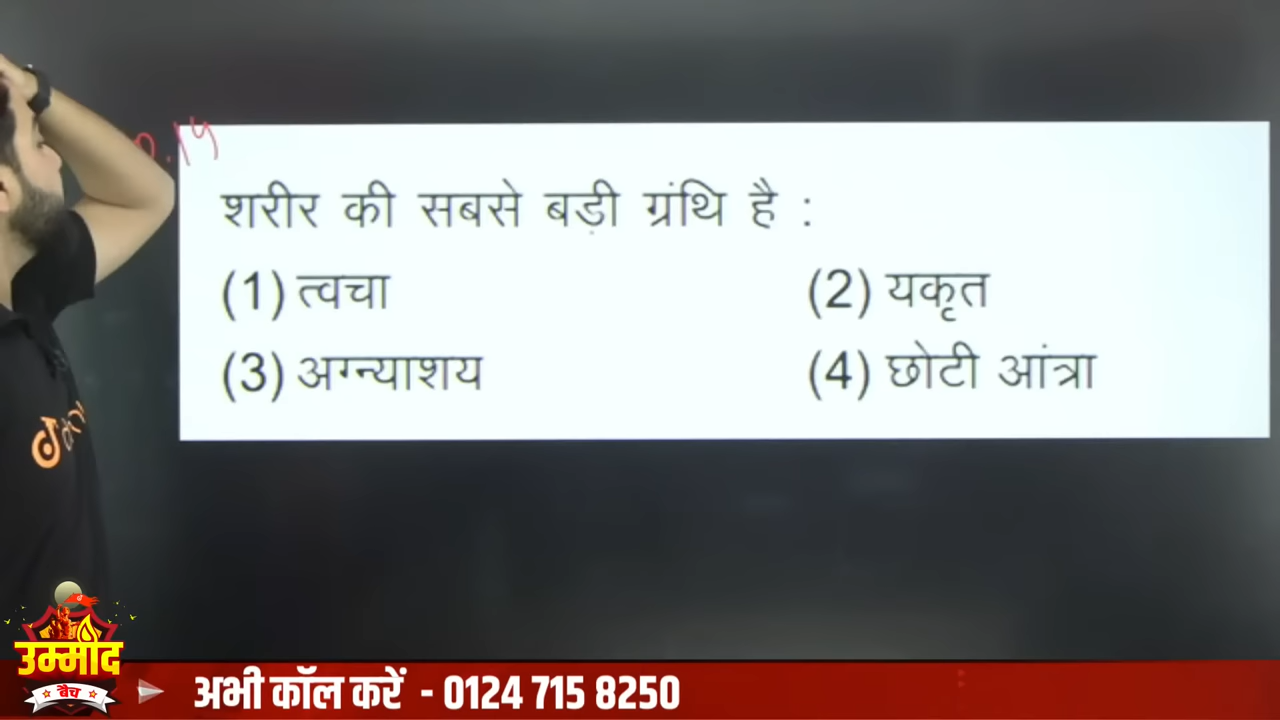 शरीर की सबसे बड़ी ग्रंथि है :
(1) त्वचा (2) यकृत
(3) अग्न्याशय (4) छोटी आंत्रा
उम्मीद
बैच
अभी कॉल करें - 0124 715 8250